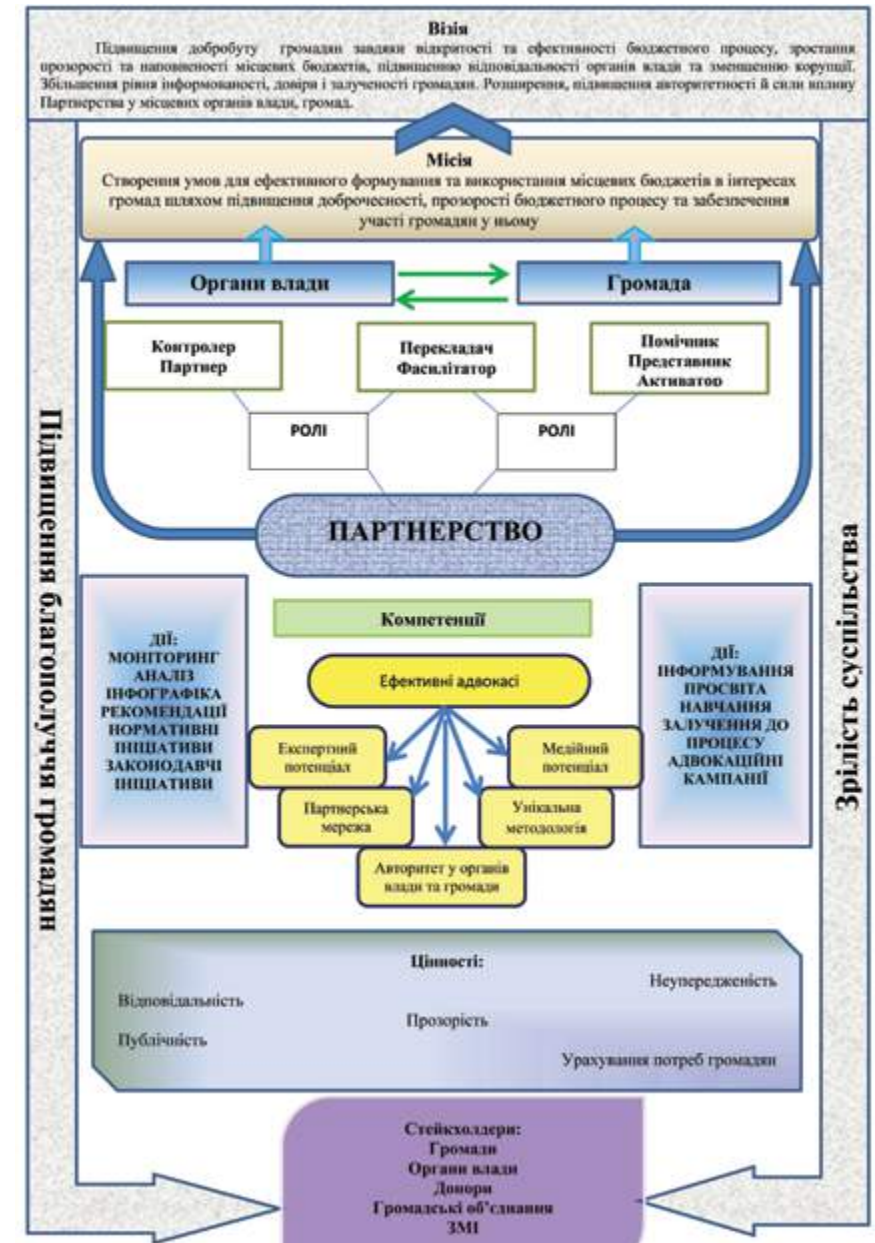 Візія
Підвищення добробуту громадян завдяки відкритості та ефективності бюджетного процесу, зростання
прозорості та наповненості місцевих бюджетів, підвищенню відповідальності органів влади та зменшенню корупції.
Збільшення рівня інформованості, довіри і залученості громадян. Розширення, підвищення авторитетності й сили впливу
Партнерства у місцевих органів влади, громад.
Місія
Створення умов для ефективного формування та використання місцевих бюджетів в інтересах
громад шляхом підвищення доброчесності, прозорості бюджетного процесу та забезпечення
участі громадян у ньому
Органи влади
Громада
Контролер
Партнер
Перекладач
Фасилітатор
Помічник
Представник
Активатор
РОЛІ
РОЛІ
ПАРТНЕРСТВО
Підвищення благополуччя громадян
Зрілість суспільства
ДІЇ:
МОНІТОРИНГ
АНАЛІЗ
ІНФОГРАФІКА
РЕКОМЕНДАЦІЇ
НОРМАТИВНІ
ІНІЦІАТИВИ
ЗАКОНОДАВЧІ
ІНІЦІАТИВИ
Компетенції
Ефективні адвокасі
Експертний
потенціал
Медійний
потенціал
Партнерська
мережа
Унікальна
методологія
Авторитет у органів
влади та громади
ДІЇ:
ІНФОРМУВАННЯ
ПРОСВІТА
НАВЧАННЯ
ЗАЛУЧЕННЯ ДО
ПРОЦЕСУ
АДВОКАЦІЙНІ
КАМПАНІЇ
Цінності:
Неупередженість
Відповідальність
Прозорість
Публічність
Урахування потреб громадян
Стейкхолдери:
Громади
Органи влади
Донори
Громадські об'єднання
ЗМІ